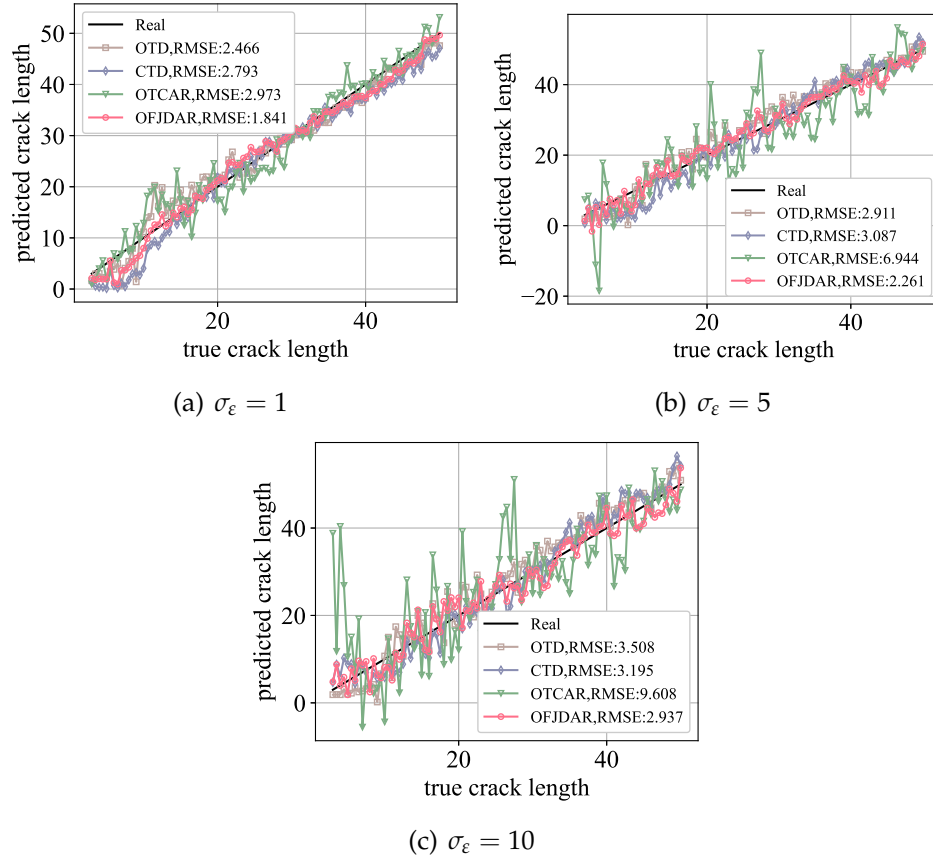 Real
OTD,RMSE:2.466
CTD,RMSE:2.793
OTCAR,RMSE:2.973
OFJDAR,RMSE:1.841
50
40
30
20
10
0
20
40
predicted crack length
true crack length
(a) σε = 1
Real
OTD,RMSE:2.911
CTD,RMSE:3.087
OTCAR,RMSE:6.944
OFJDAR,RMSE:2.261
40
20
0
−20
20
40
predicted crack length
true crack length
(b) σε = 5
Real
OTD,RMSE:3.508
CTD,RMSE:3.195
OTCAR,RMSE:9.608
OFJDAR,RMSE:2.937
40
20
0
20
40
predicted crack length
true crack length
(c) σε = 10